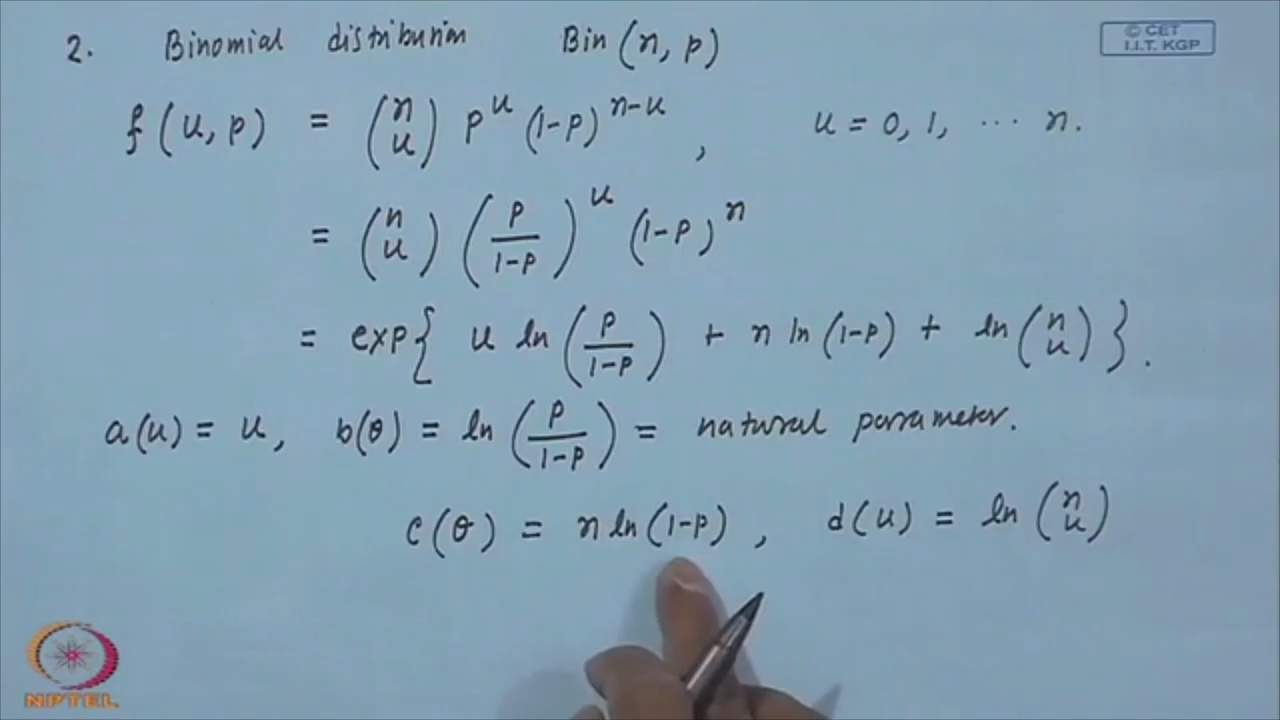 2. Binomial distribution Bin (n, p)
© CET
I.I.T. KGP
f(u, p) = (n u) p^u (1-p)^{n-u}, u = 0, 1, ... n.
= (n u) (p/1-p)^u (1-p)^n
= exp{ u ln (p/1-p) + n ln (1-p) + ln (n u) }.
a(u) = u, b(θ) = ln (p/1-p) = natural parameter.
c(θ) = n ln (1-p), d(u) = ln (n u)
NPTEL